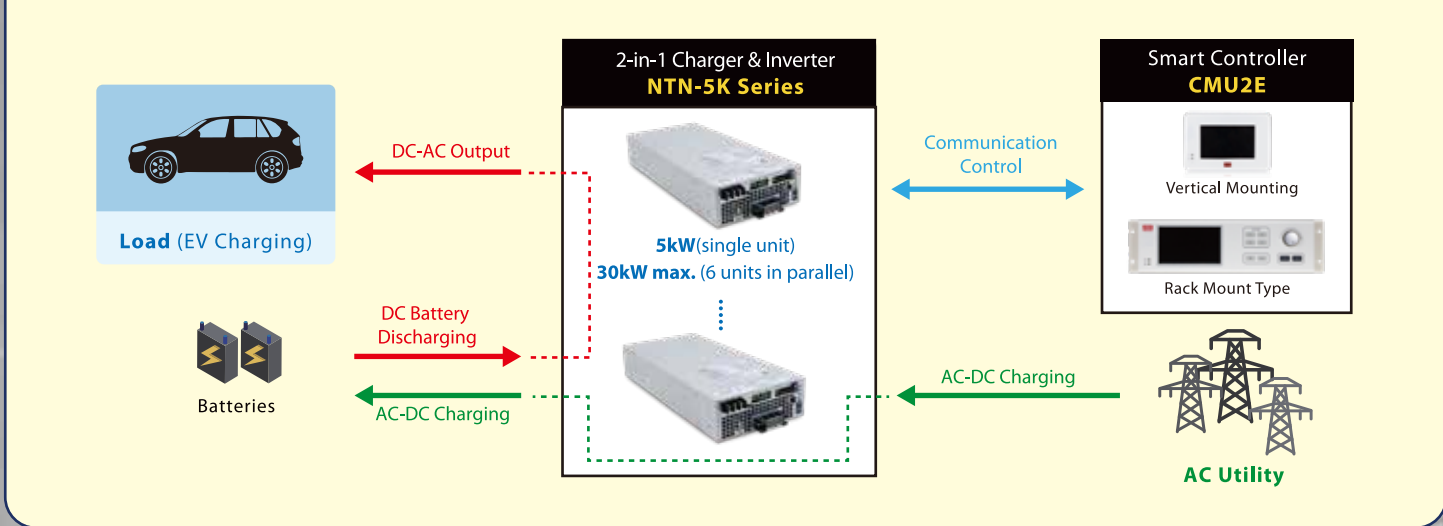 2-in-1 Charger & Inverter
NTN-5K Series
Smart Controller
CMU2E
DC-AC Output
Communication
Control
Vertical Mounting
Load (EV Charging)
5kW(single unit)
30kW max. (6 units in parallel)
Rack Mount Type
DC Battery
Discharging
AC-DC Charging
Batteries
AC-DC Charging
AC Utility